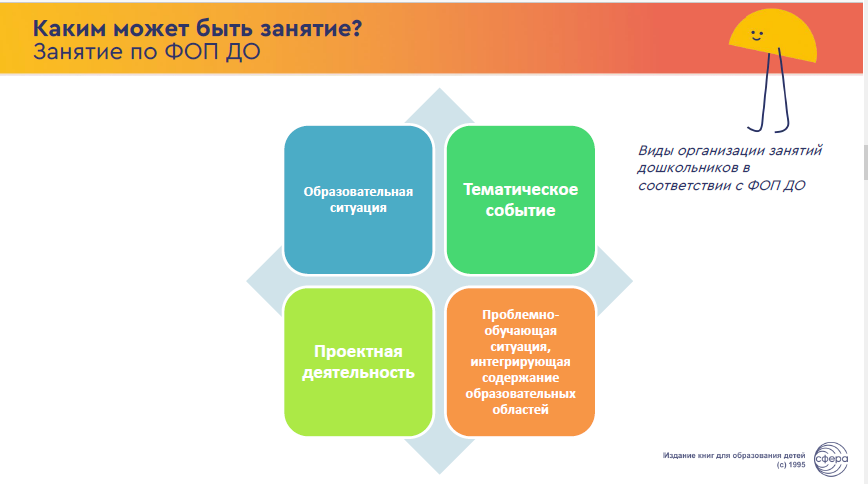 Каким может быть занятие?
Занятие по ФОП ДО
Виды организации занятий
дошкольников в
соответствии с ФОП ДО
Образовательная
ситуация
Тематическое
событие
Проектная
деятельность
Проблемно-
обучающая
ситуация,
интегрирующая
содержание
образовательных
областей
Издание книг для образования детей
(с) 1995
сфера